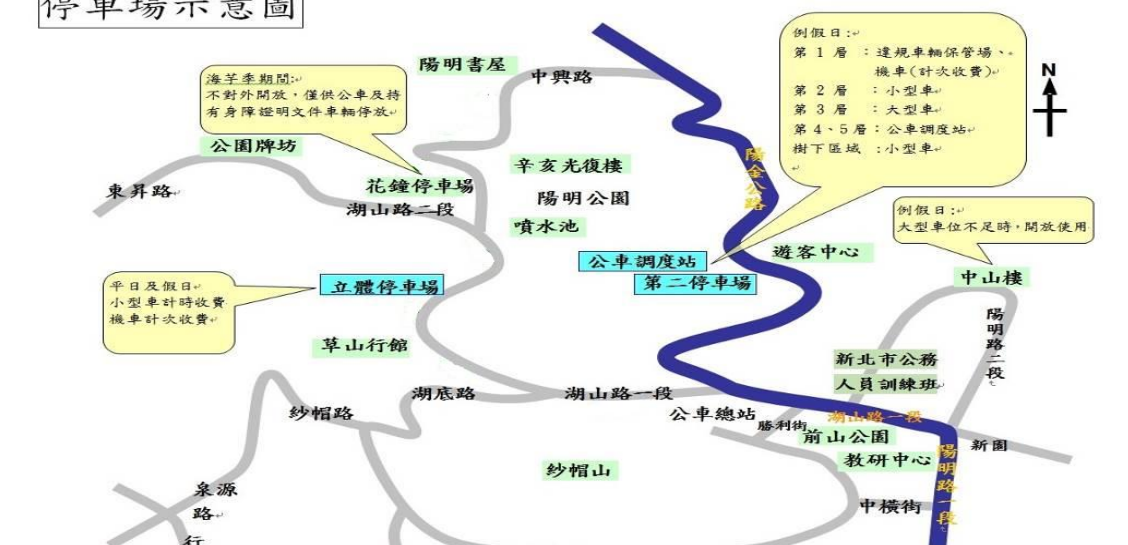 停車場示意圖
例假日:
第1層 :違規車輛保管場、
機車(計次收費)
第2層 :小型車
第3層 :大型車
第4、5層:公車調度站
樹下區域 :小型車
陽明書屋
中興路
N
海芋季期間:
不對外開放,僅供公車及持
有身障證明文件車輛停放
公園牌坊
陽金公路
辛亥光復樓
東昇路
花鐘停車場
陽明公園
湖山路二段
噴水池
例假日:
大型車位不足時,開放使用
遊客中心
公車調度站
第二停車場
中山樓
平日及假日
小型車計時收費
機車計次收費
立體停車場
陽明路二段
草山行館
新北市公務
人員訓練班
湖底路
湖山路一段
紗帽路
公車總站
勝利街
湖山路一段
前山公園
新園
教研中心
陽明路一段
紗帽山
泉源
路
行
中橫街